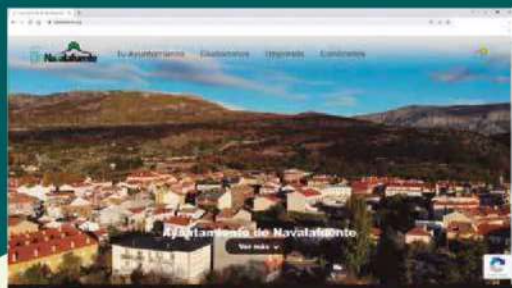 Navalafuente
Tu Ayuntamiento Ciudadanos Empresas Conócenos
Ayuntamiento de Navalafuente
Ver más